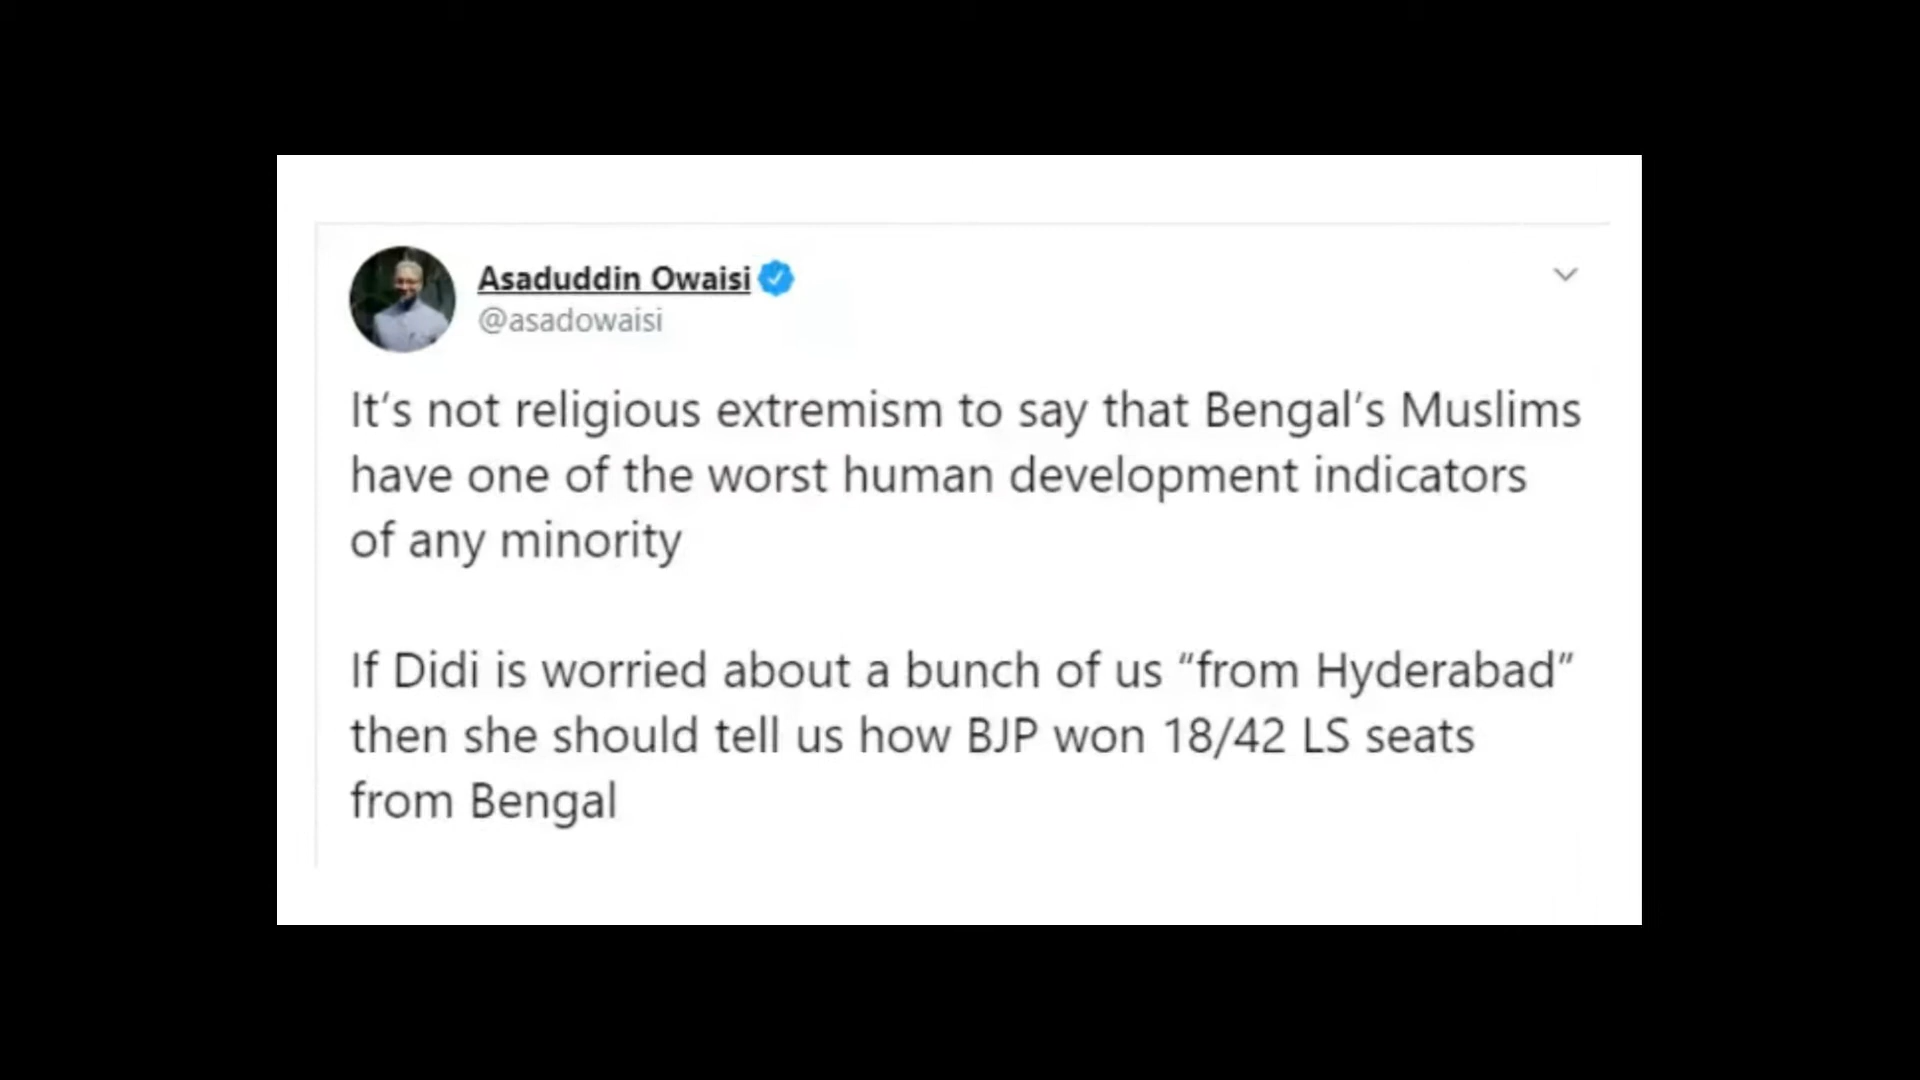 Asaduddin Owaisi
@asadowaisi
It's not religious extremism to say that Bengal's Muslims
have one of the worst human development indicators
of any minority
If Didi is worried about a bunch of us “from Hyderabad”
then she should tell us how BJP won 18/42 LS seats
from Bengal